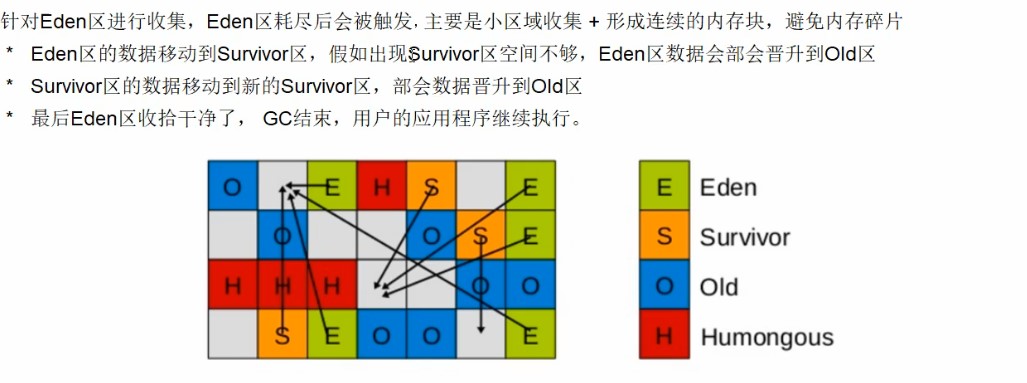 针对Eden区进行收集，Eden区耗尽后会被触发，主要是小区域收集 + 形成连续的内存块，避免内存碎片
* Eden区的数据移动到Survivor区，假如出现Survivor区空间不够，Eden区数据会部会晋升到Old区
* Survivor区的数据移动到新的Survivor区，部会数据晋升到Old区
* 最后Eden区收拾干净了， GC结束，用户的应用程序继续执行。
O E H S E E Eden
O O S E S Survivor
H H H O O O Old
S E O O E H Humongous